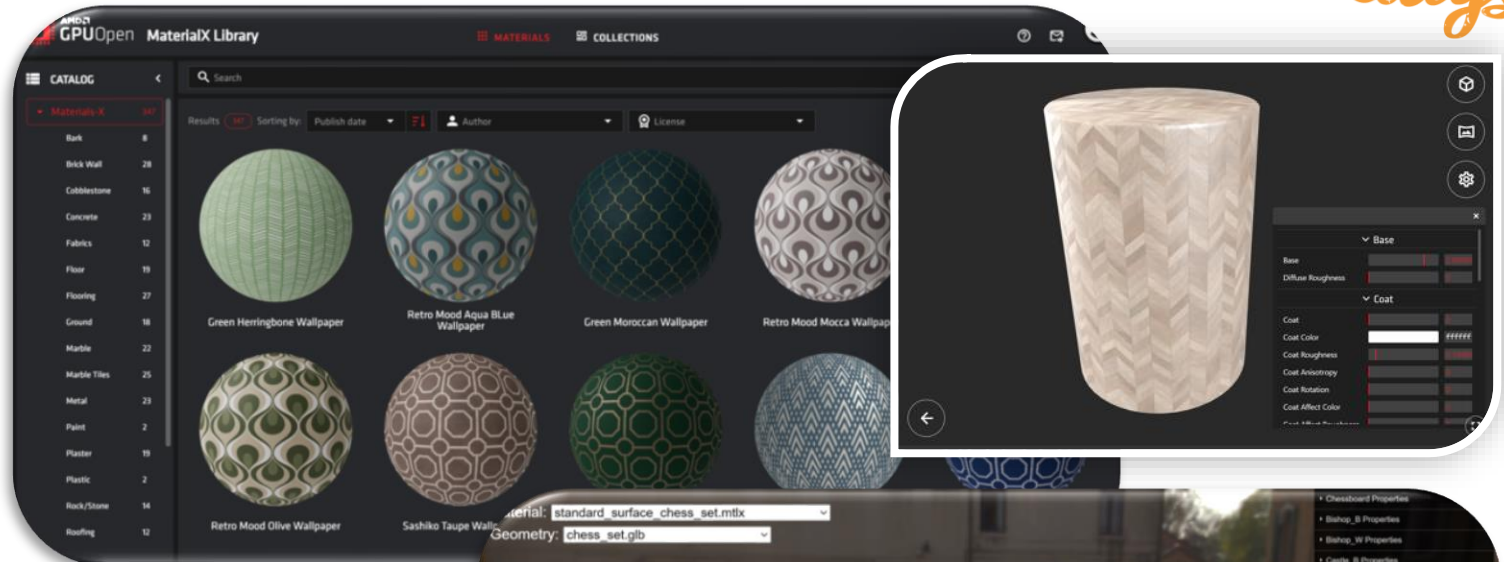 AMD
GPUOpen MaterialX Library
MATERIALS
COLLECTIONS
CATALOG
Search
Materials-X 347
Bark 8
Brick Wall 28
Cobblestone 16
Concrete 23
Fabrics 12
Floor 19
Flooring 27
Ground 18
Marble 22
Marble Tiles 25
Metal 23
Paint 2
Plaster 19
Plastic 2
Rock/Stone 14
Roofing 12
Results 347 Sorting by: Publish date
Author
License
Green Herringbone Wallpaper
Retro Mood Aqua BLue
Wallpaper
Green Moroccan Wallpaper
Retro Mood Mocca Wallpap
Retro Mood Olive Wallpaper
Sashiko Taupe Wallp
Base
Base
Diffuse Roughness
Coat
Coat
Coat Color ffffff
Coat Roughness
Coat Anisotropy
Coat Rotation
Coat Affect Color
Coat Affect Roughness
terial: standard_surface_chess_set.mtlx
Geometry: chess_set.glb
Chessboard Properties
Bishop_B Properties
Bishop_W Properties
Castle_B Properties